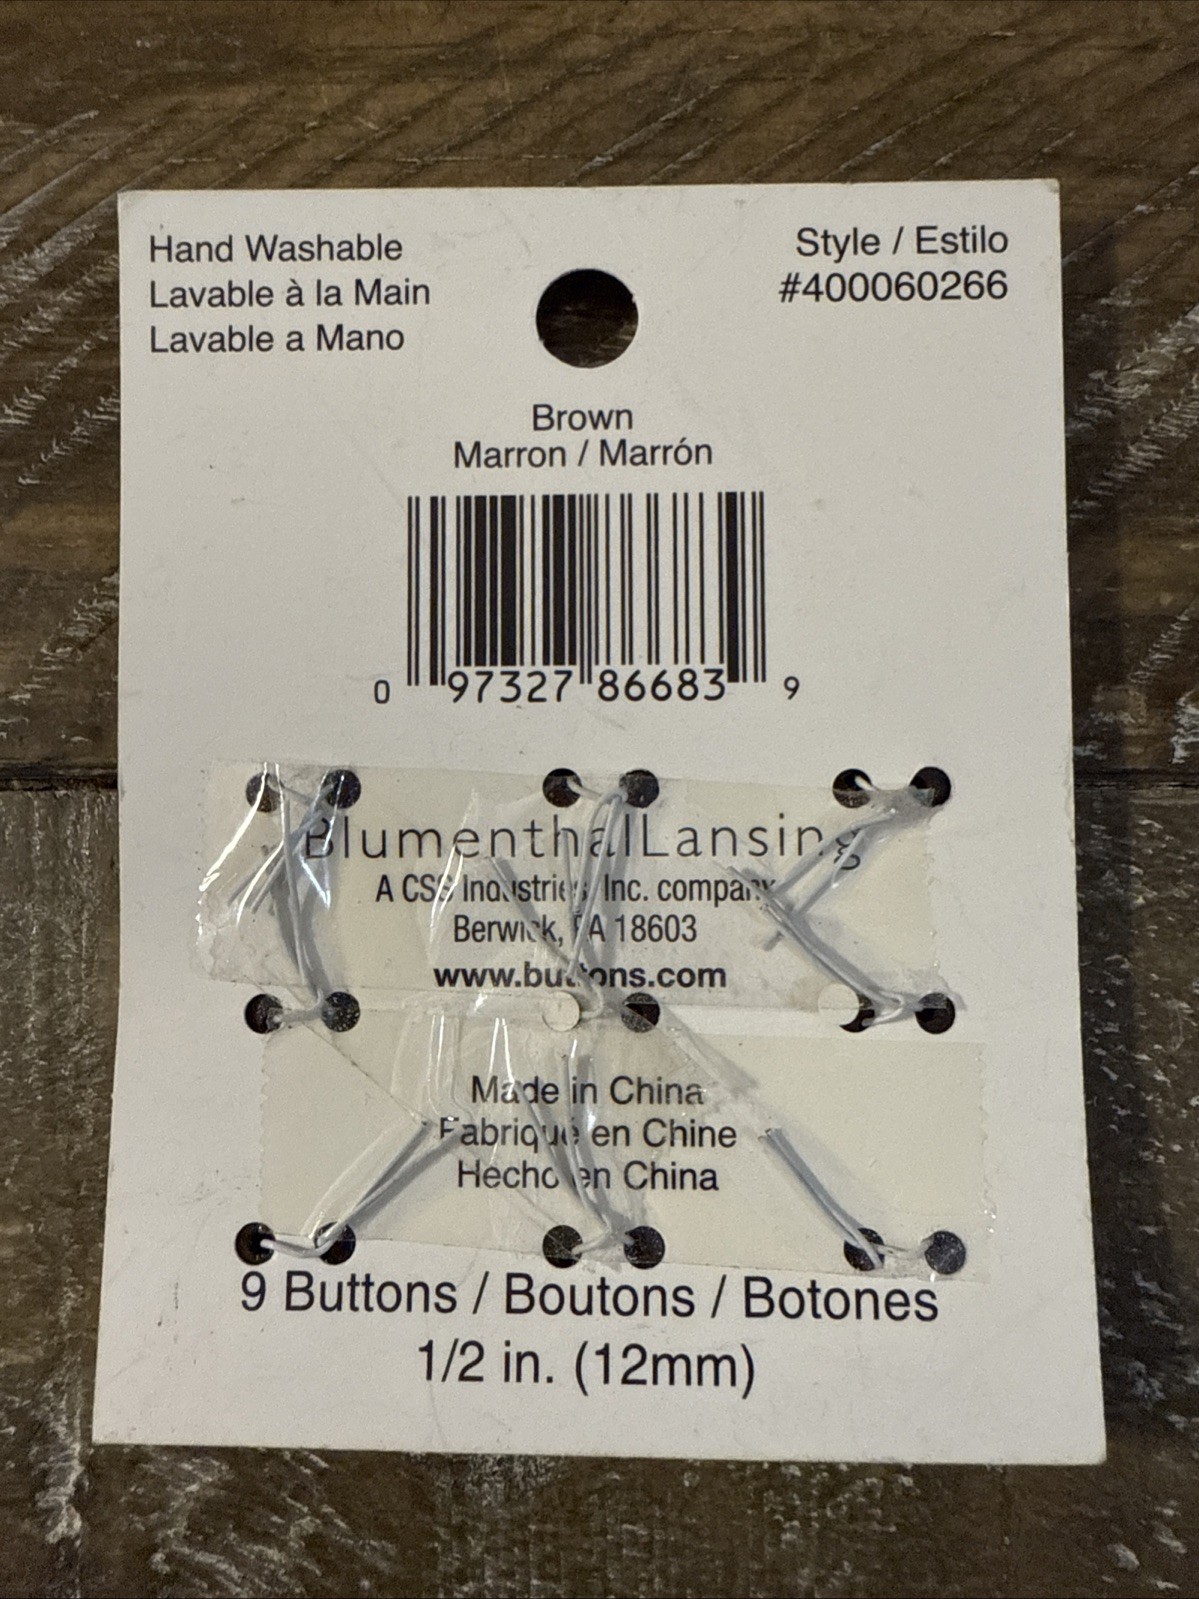 Hand Washable
Lavable à la Main
Lavable a Mano
Style / Estilo
#400060266
Brown
Marron / Marrón
0 97327 86683 9
BlumenthalLansing
A CSS Industries, Inc. company
Berwick, PA 18603
www.buttons.com
Made in China
Fabriqué en Chine
Hecho en China
9 Buttons / Boutons / Botones
1/2 in. (12mm)